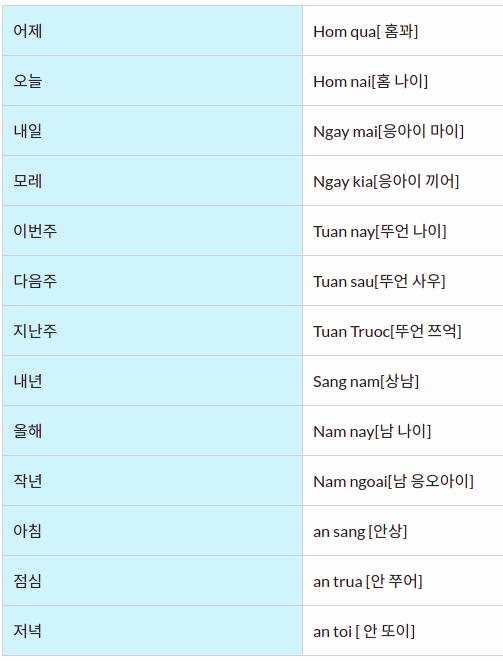 어제 Hom qua[ 홈꽈]
오늘 Hom nai[홈 나이]
내일 Ngay mai[응아이 마이]
모레 Ngay kia[응아이 끼어]
이번주 Tuan nay[뚜언 나이]
다음주 Tuan sau[뚜언 사우]
지난주 Tuan Truoc[뚜언 쯔억]
내년 Sang nam[상남]
올해 Nam nay[남 나이]
작년 Nam ngoai[남 응오아이]
아침 an sang [안상]
점심 an trua [안 쭈어]
저녁 an toi [ 안 또이]